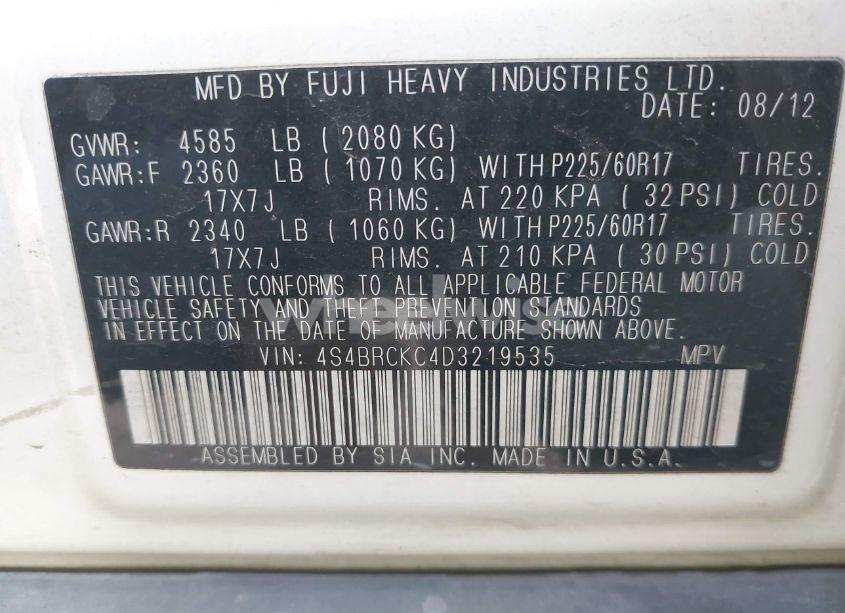 MFD BY FUJI HEAVY INDUSTRIES LTD.
DATE: 08/12
GVWR: 4585 LB ( 2080 KG)
GAWR:F 2360 LB ( 1070 KG) WITH P225/60R17 TIRES.
17X7J RIMS. AT 220 KPA ( 32 PSI) COLD
GAWR:R 2340 LB ( 1060 KG) WITH P225/60R17 TIRES.
17X7J RIMS. AT 210 KPA ( 30 PSI) COLD
THIS VEHICLE CONFORMS TO ALL APPLICABLE FEDERAL MOTOR
VEHICLE SAFETY AND THEFT PREVENTION STANDARDS
IN EFFECT ON THE DATE OF MANUFACTURE SHOWN ABOVE.
VIN: 4S4BRCKC4D3219535 MPV
ASSEMBLED BY SIA INC. MADE IN U.S.A.